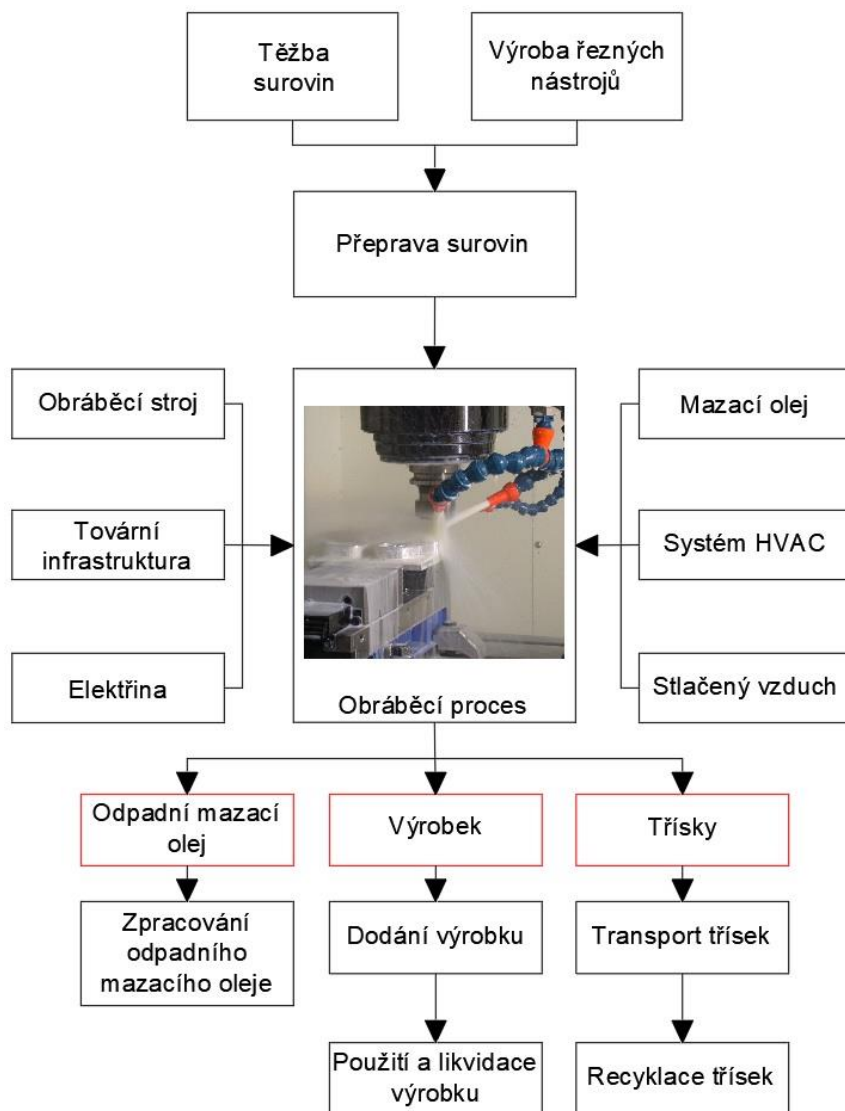 Těžba
surovin
Výroba řezných
nástrojů
Přeprava surovin
Obráběcí stroj
Mazací olej
Tovární
infrastruktura
Systém HVAC
Elektřina
Stlačený vzduch
Obráběcí proces
Odpadní mazací
olej
Výrobek
Třísky
Zpracování
odpadního
mazacího oleje
Dodání výrobku
Transport třísek
Použití a likvidace
výrobku
Recyklace třísek